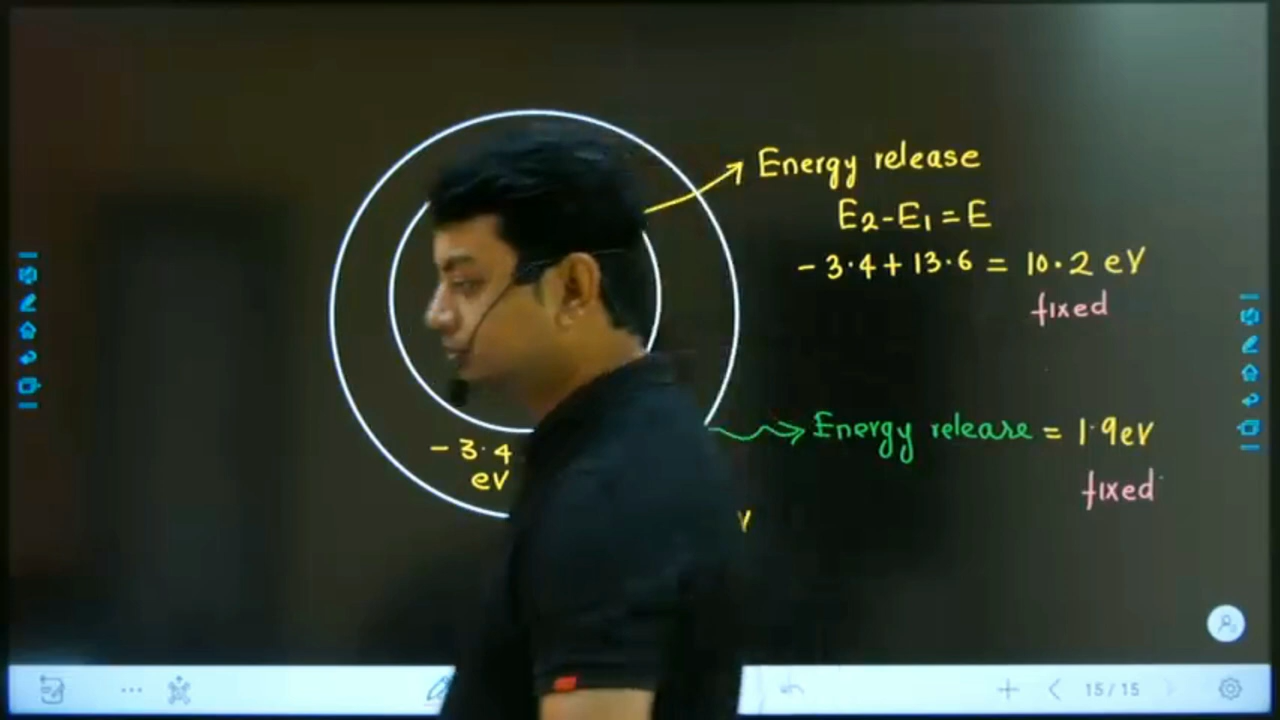 Energy release
E₂-E₁ = E
-3.4 + 13.6 = 10.2 eV
fixed
Energy release = 1.9eV
fixed
-3.4
eV
V
15/15